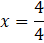 x = 4/4